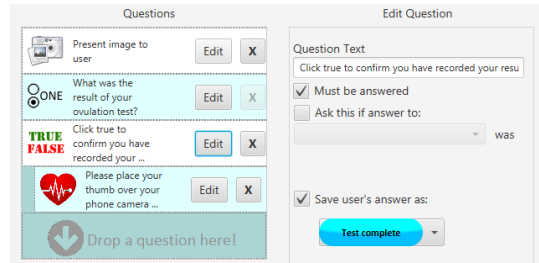 Questions
Present image to
user
Edit
X
ONE
What was the
result of your
ovulation test?
Edit
X
TRUE
FALSE
Click true to
confirm you have
recorded your ...
Edit
X
Please place your
thumb over your
phone camera ...
Edit
X
Drop a question here!
Edit Question
Question Text
Click true to confirm you have recorded your resu
Must be answered
Ask this if answer to:
was
Save user's answer as:
Test complete